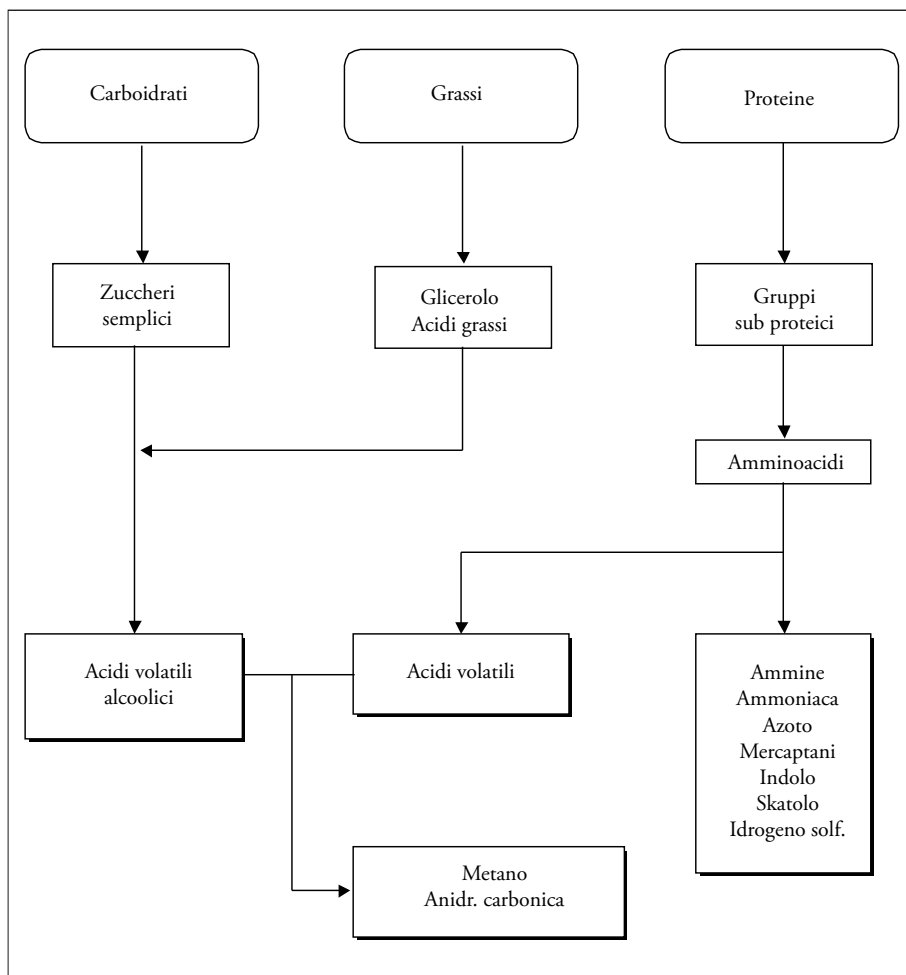 Carboidrati
Grassi
Proteine
Zuccheri
semplici
Glicerolo
Acidi grassi
Gruppi
sub proteici
Amminoacidi
Acidi volatili
alcoolici
Acidi volatili
Ammine
Ammoniaca
Azoto
Mercaptani
Indolo
Skatolo
Idrogeno solf.
Metano
Anidr. carbonica